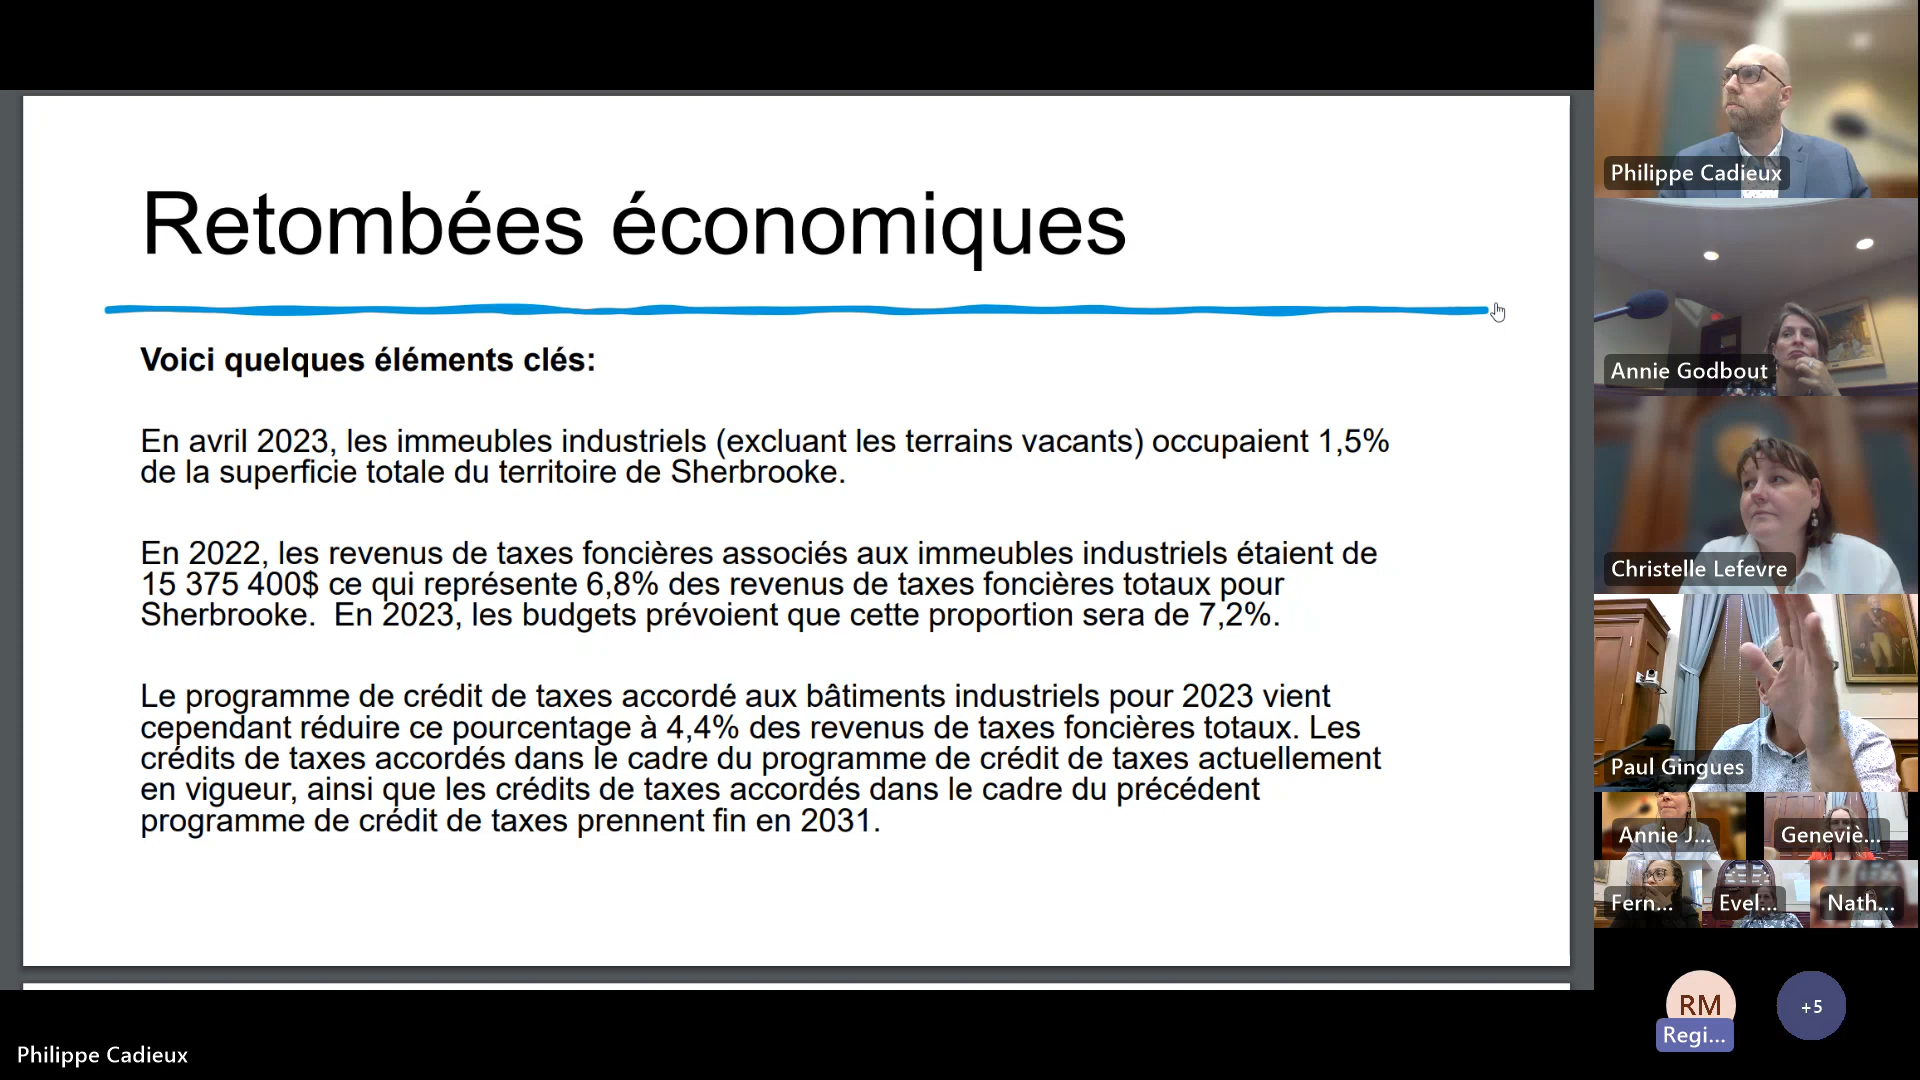 Retombées économiques
Voici quelques éléments clés:
En avril 2023, les immeubles industriels (excluant les terrains vacants) occupaient 1,5%
de la superficie totale du territoire de Sherbrooke.
En 2022, les revenus de taxes foncières associés aux immeubles industriels étaient de
15 375 400$ ce qui représente 6,8% des revenus de taxes foncières totaux pour
Sherbrooke.  En 2023, les budgets prévoient que cette proportion sera de 7,2%.
Le programme de crédit de taxes accordé aux bâtiments industriels pour 2023 vient
cependant réduire ce pourcentage à 4,4% des revenus de taxes foncières totaux. Les
crédits de taxes accordés dans le cadre du programme de crédit de taxes actuellement
en vigueur, ainsi que les crédits de taxes accordés dans le cadre du précédent
programme de crédit de taxes prennent fin en 2031.
Philippe Cadieux
Annie Godbout
Christelle Lefevre
Paul Gingues
Annie J...
Geneviè...
Fern...
Evel...
Nath...
RM
Regi...
+5
Philippe Cadieux